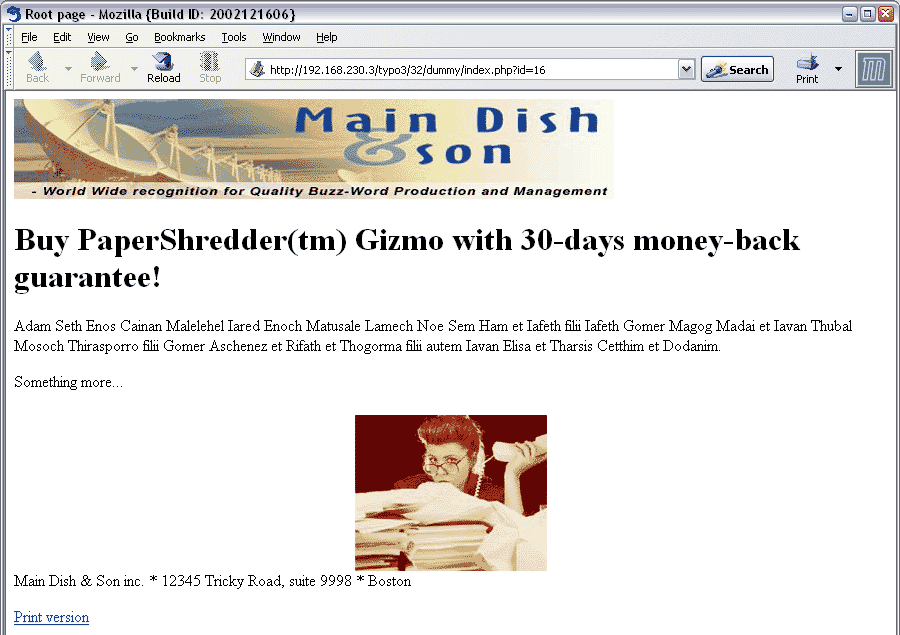 Root page - Mozilla {Build ID: 2002121606}
File Edit View Go Bookmarks Tools Window Help
Back Forward Reload Stop http://192.168.230.3/typo3/32/dummy/index.php?id=16 Search Print
Main Dish
& son
- World Wide recognition for Quality Buzz-Word Production and Management
Buy PaperShredder(tm) Gizmo with 30-days money-back
guarantee!
Adam Seth Enos Cainan Malelehel Iared Enoch Matusale Lamech Noe Sem Ham et Iafeth filii Iafeth Gomer Magog Madai et Iavan Thubal
Mosoch Thirasporro filii Gomer Aschenez et Rifath et Thogorma filii autem Iavan Elisa et Tharsis Cetthim et Dodanim.
Something more...
Main Dish & Son inc. * 12345 Tricky Road, suite 9998 * Boston
Print version